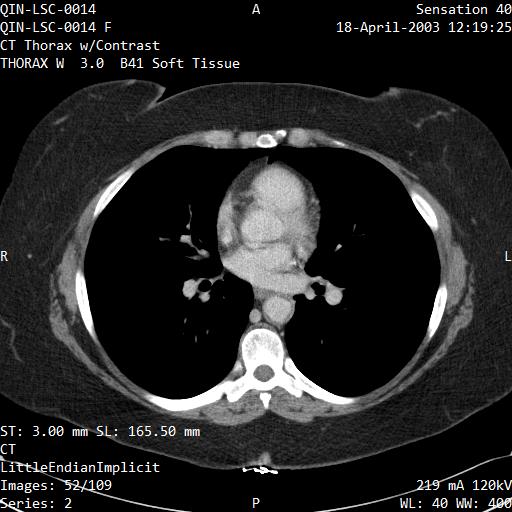 QIN-LSC-0014 A Sensation 40
QIN-LSC-0014 F 18-April-2003 12:19:25
CT Thorax w/Contrast
THORAX W 3.0 B41 Soft Tissue
R L
ST: 3.00 mm SL: 165.50 mm
CT
LittleEndianImplicit
Images: 52/109 219 mA 120kV
Series: 2 P WL: 40 WW: 400